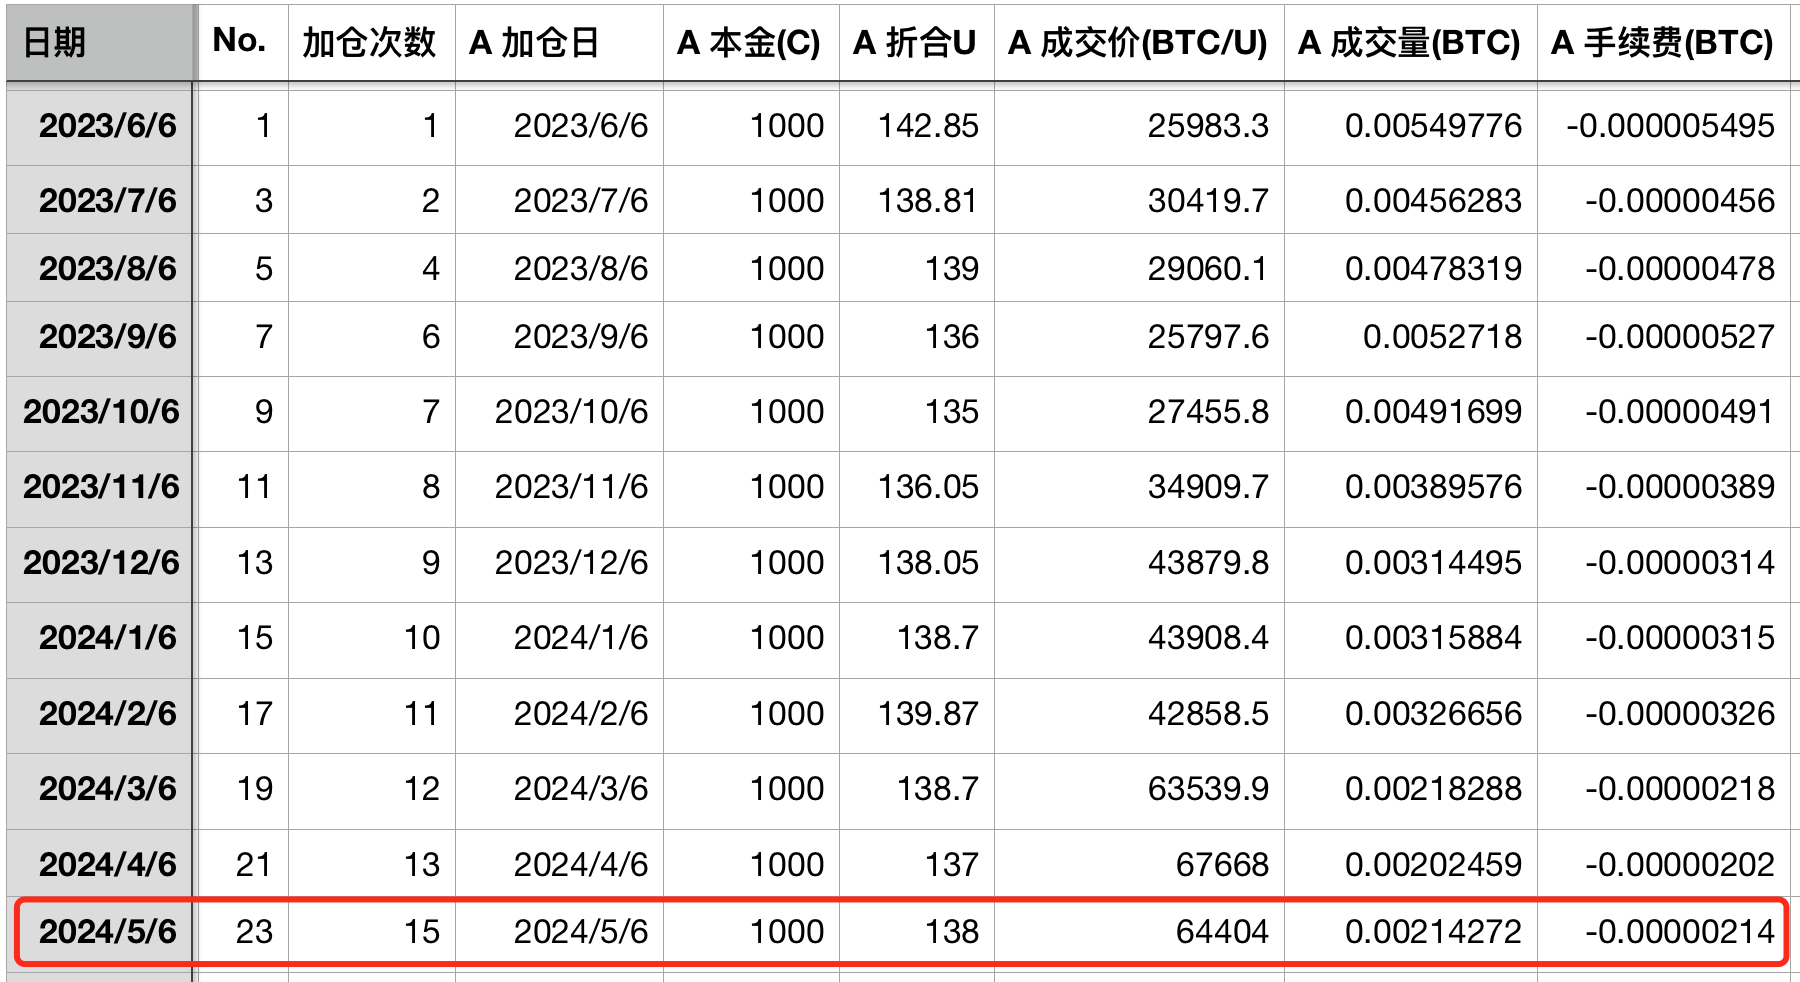 日期 No. 加仓次数 A 加仓日 A 本金(C) A 折合U A 成交价(BTC/U) A 成交量(BTC) A 手续费(BTC)
2023/6/6 1 1 2023/6/6 1000 142.85 25983.3 0.00549776 -0.000005495
2023/7/6 3 2 2023/7/6 1000 138.81 30419.7 0.00456283 -0.00000456
2023/8/6 5 4 2023/8/6 1000 139 29060.1 0.00478319 -0.00000478
2023/9/6 7 6 2023/9/6 1000 136 25797.6 0.0052718 -0.00000527
2023/10/6 9 7 2023/10/6 1000 135 27455.8 0.00491699 -0.00000491
2023/11/6 11 8 2023/11/6 1000 136.05 34909.7 0.00389576 -0.00000389
2023/12/6 13 9 2023/12/6 1000 138.05 43879.8 0.00314495 -0.00000314
2024/1/6 15 10 2024/1/6 1000 138.7 43908.4 0.00315884 -0.00000315
2024/2/6 17 11 2024/2/6 1000 139.87 42858.5 0.00326656 -0.00000326
2024/3/6 19 12 2024/3/6 1000 138.7 63539.9 0.00218288 -0.00000218
2024/4/6 21 13 2024/4/6 1000 137 67668 0.00202459 -0.00000202
2024/5/6 23 15 2024/5/6 1000 138 64404 0.00214272 -0.00000214